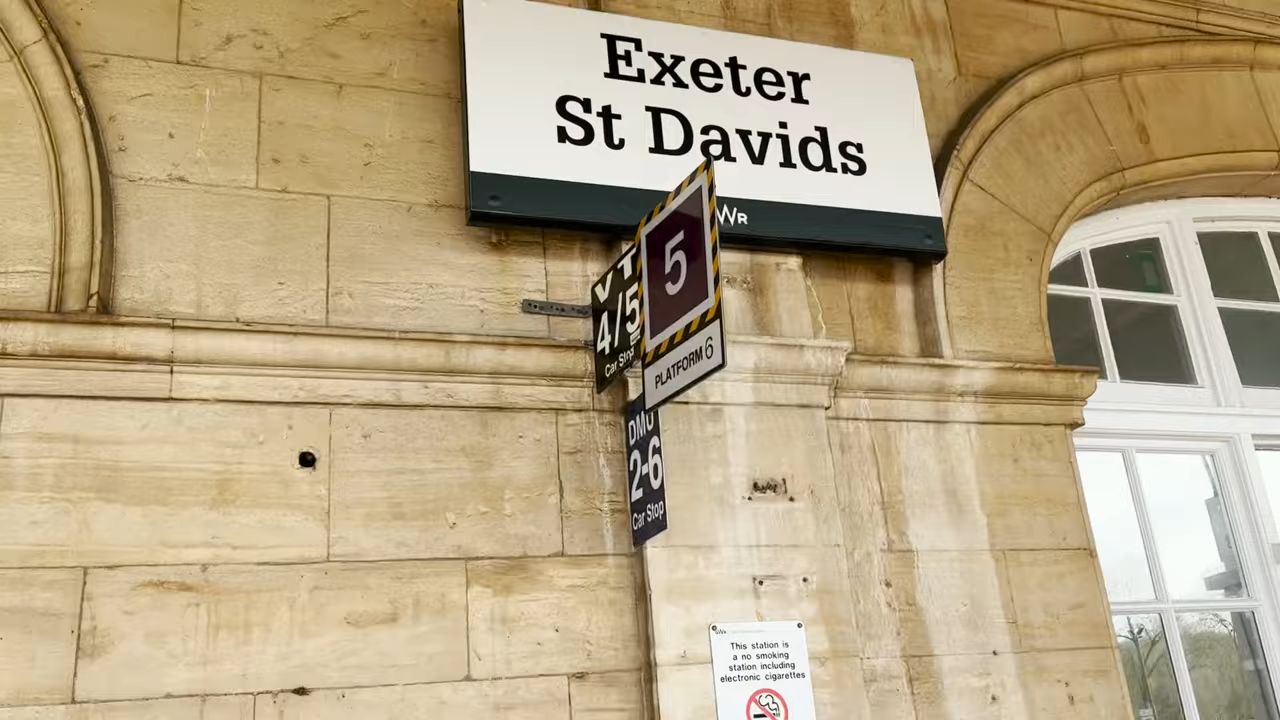 Exeter
St Davids
WR
5
PLATFORM 6
VT
4/5
Car Stop
DMU
2-6
Car Stop
This station is
a no smoking
station including
electronic cigarettes